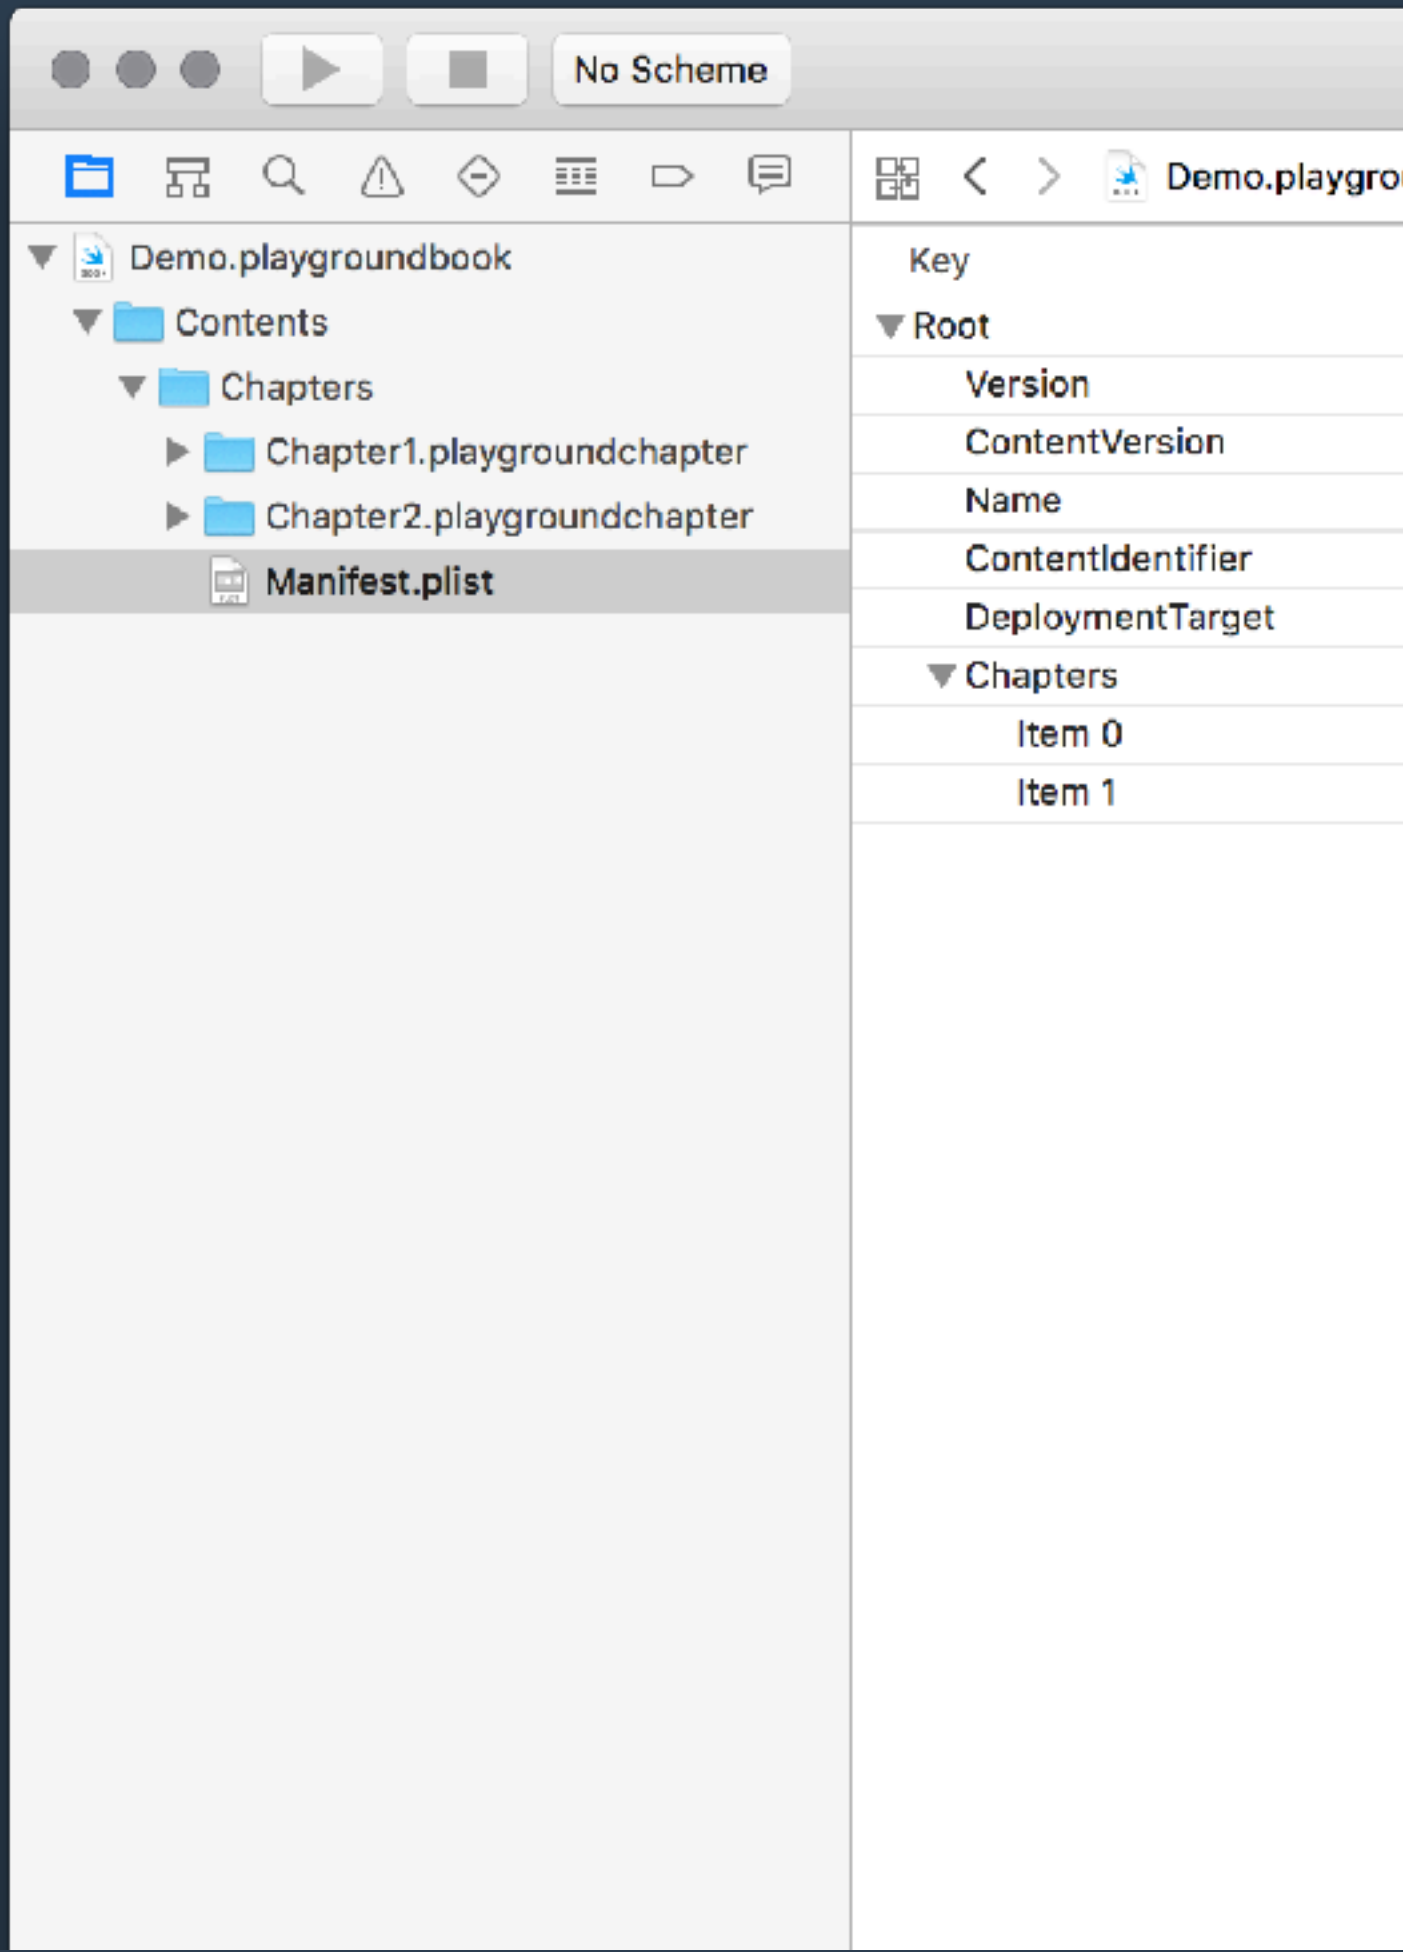 No Scheme
Demo.playgro
Demo.playgroundbook
Contents
Chapters
Chapter1.playgroundchapter
Chapter2.playgroundchapter
Manifest.plist
Key
Root
Version
ContentVersion
Name
ContentIdentifier
DeploymentTarget
Chapters
Item 0
Item 1